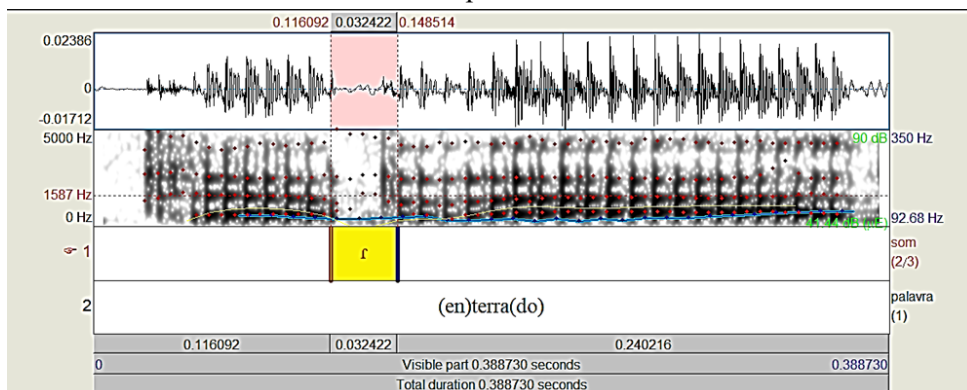 0.116092 0.032422 0.148514
0.02386
0
-0.01712
5000 Hz 90 dB 350 Hz
1587 Hz
0 Hz 92.68 Hz
☞ 1 ɾ som
(2/3)
2 (en)terra(do) palavra
(1)
0.116092 0.032422 0.240216
0 Visible part 0.388730 seconds 0.388730
Total duration 0.388730 seconds